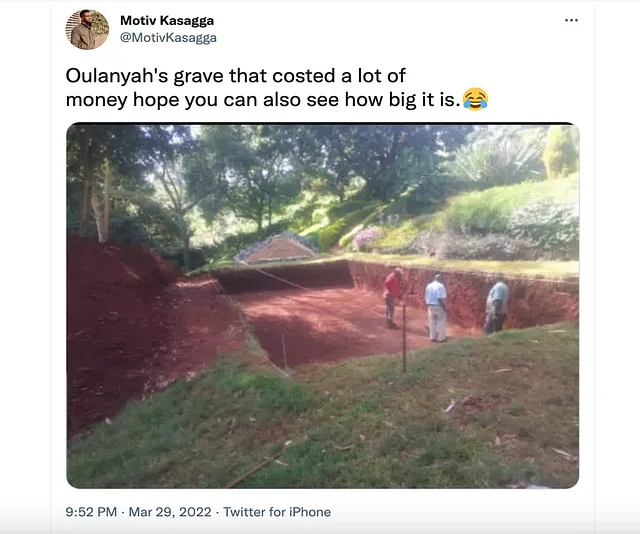 Motiv Kasagga
@MotivKasagga
Oulanyah's grave that costed a lot of
money hope you can also see how big it is.😂
9:52 PM · Mar 29, 2022 · Twitter for iPhone